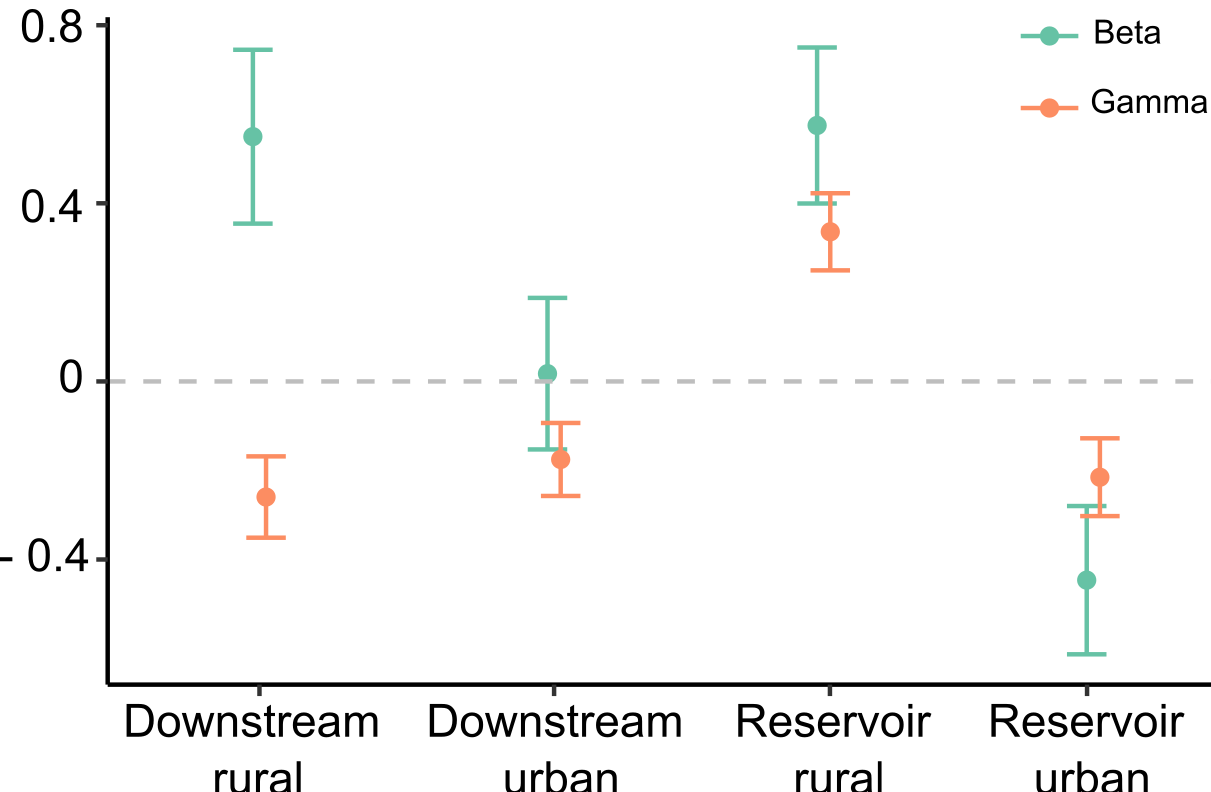 0.8
0.4
0
– 0.4
Beta
Gamma
Downstream rural
Downstream urban
Reservoir rural
Reservoir urban